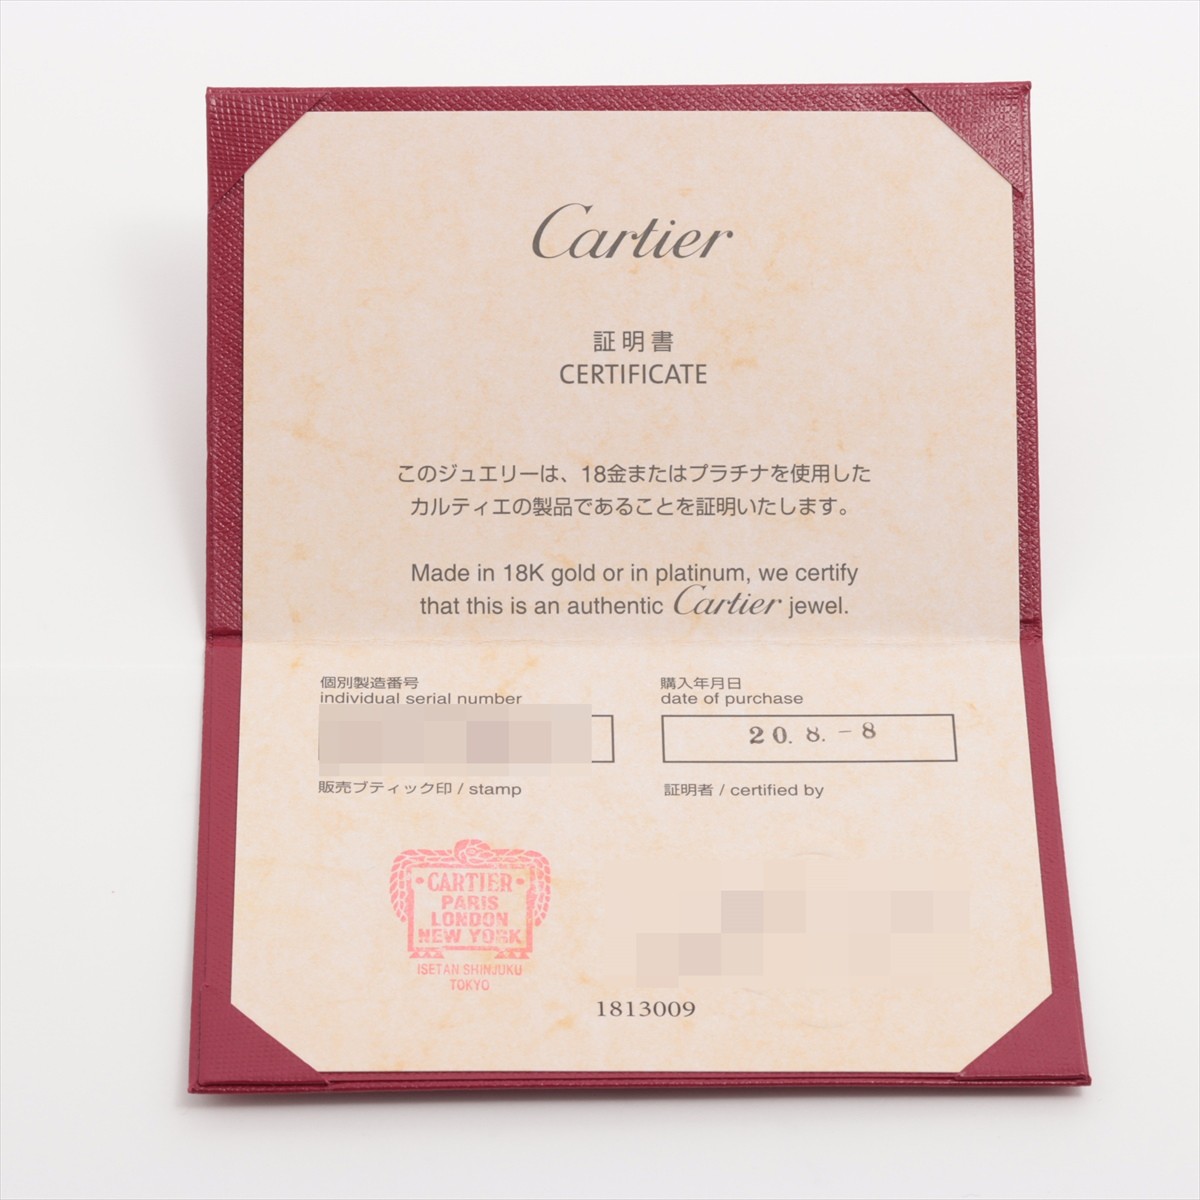 Cartier
証明書
CERTIFICATE
このジュエリーは、18金またはプラチナを使用した
カルティエの製品であることを証明いたします。
Made in 18K gold or in platinum, we certify
that this is an authentic Cartier jewel.
個別製造番号
individual serial number
購入年月日
date of purchase
20. 8. - 8
販売ブティック印 / stamp
証明者 / certified by
CARTIER
PARIS
LONDON
NEW YORK
ISETAN SHINJUKU
TOKYO
1813009